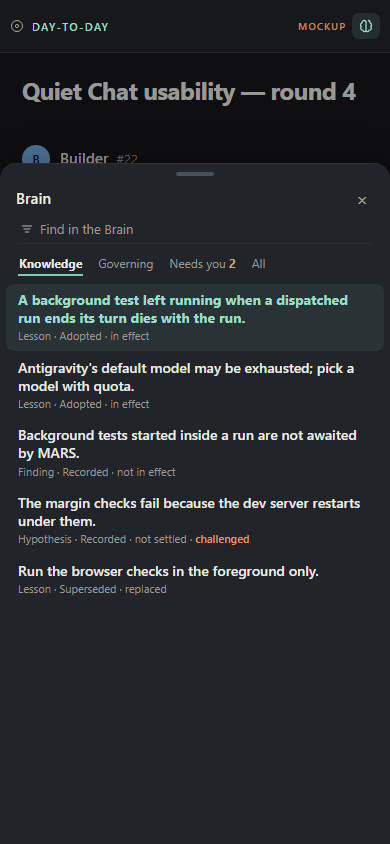 DAY-TO-DAY
MOCKUP
Quiet Chat usability — round 4
B Builder #22
Brain
×
Find in the Brain
Knowledge Governing Needs you 2 All
A background test left running when a dispatched
run ends its turn dies with the run.
Lesson · Adopted · in effect
Antigravity's default model may be exhausted; pick a
model with quota.
Lesson · Adopted · in effect
Background tests started inside a run are not awaited
by MARS.
Finding · Recorded · not in effect
The margin checks fail because the dev server restarts
under them.
Hypothesis · Recorded · not settled · challenged
Run the browser checks in the foreground only.
Lesson · Superseded · replaced